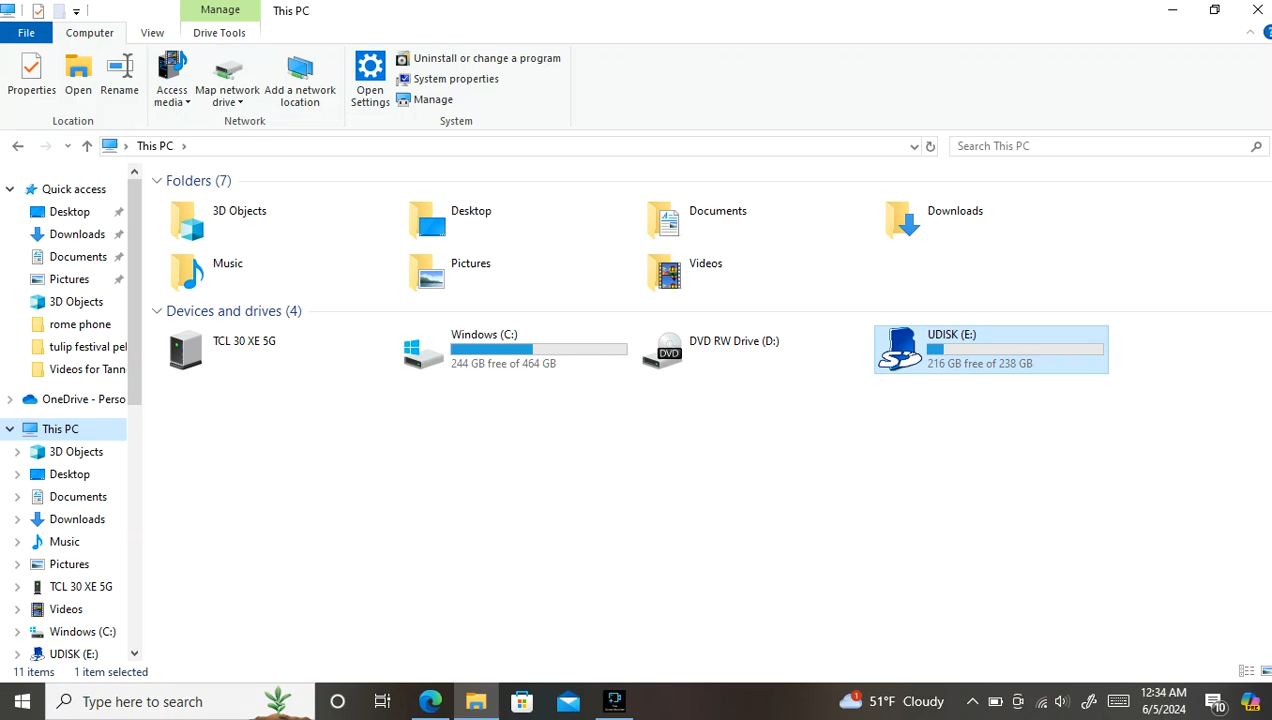 Manage
This PC
File
Computer
View
Drive Tools
Properties
Open
Rename
Access media
Map network drive
Add a network location
Open Settings
Uninstall or change a program
System properties
Manage
Location
Network
System
This PC
Search This PC
Quick access
Desktop
Downloads
Documents
Pictures
3D Objects
rome phone
tulip festival pel
Videos for Tann
OneDrive - Perso
This PC
3D Objects
Desktop
Documents
Downloads
Music
Pictures
TCL 30 XE 5G
Videos
Windows (C:)
UDISK (E:)
Folders (7)
3D Objects
Desktop
Documents
Downloads
Music
Pictures
Videos
Devices and drives (4)
TCL 30 XE 5G
Windows (C:)
244 GB free of 464 GB
DVD
DVD RW Drive (D:)
UDISK (E:)
216 GB free of 238 GB
11 items
1 item selected
Type here to search
1
51°F Cloudy
12:34 AM
6/5/2024
10
PRE